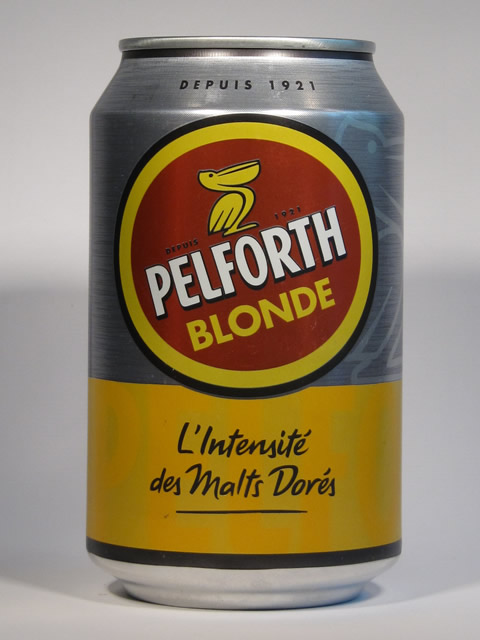 DEPUIS 1921
DEPUIS 1921
PELFORTH
BLONDE
L'Intensité
des Malts Dorés